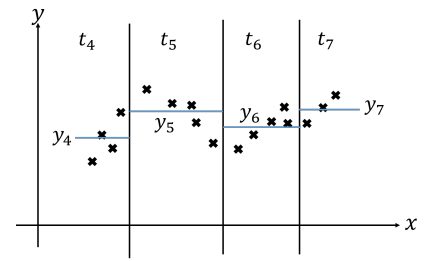 y
t₄ t₅ t₆ t₇
y₄ y₅ y₆ y₇
x